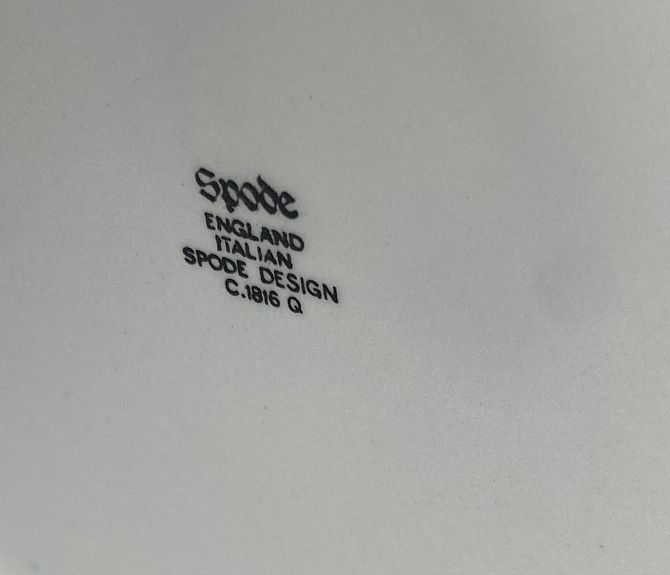 Spode
ENGLAND
ITALIAN
SPODE DESIGN
C.1816 Q